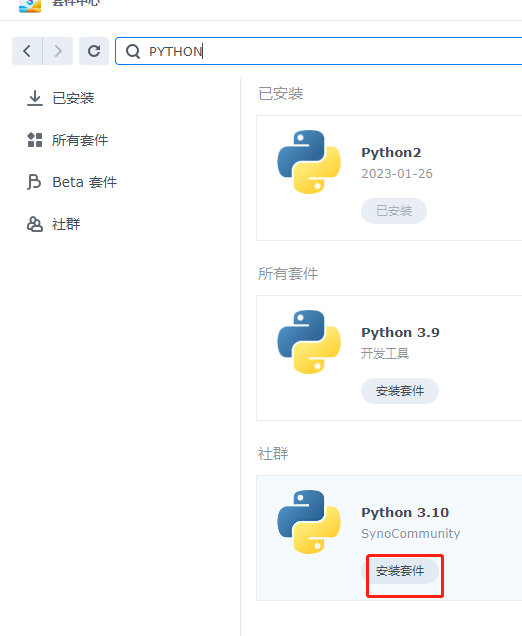 套件中心
PYTHON
已安装
所有套件
Beta 套件
社群
已安装
Python2
2023-01-26
已安装
所有套件
Python 3.9
开发工具
安装套件
社群
Python 3.10
SynoCommunity
安装套件